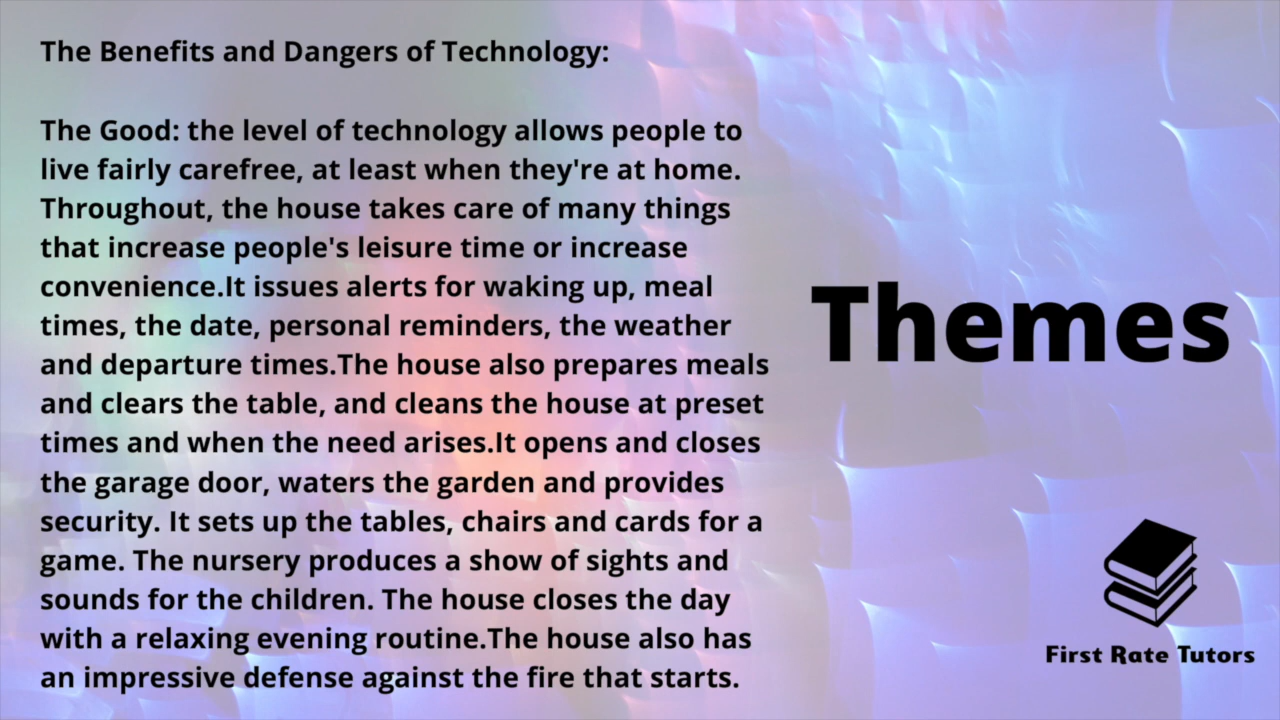 The Benefits and Dangers of Technology:
The Good: the level of technology allows people to
live fairly carefree, at least when they're at home.
Throughout, the house takes care of many things
that increase people's leisure time or increase
convenience.It issues alerts for waking up, meal
times, the date, personal reminders, the weather
and departure times.The house also prepares meals
and clears the table, and cleans the house at preset
times and when the need arises.It opens and closes
the garage door, waters the garden and provides
security. It sets up the tables, chairs and cards for a
game. The nursery produces a show of sights and
sounds for the children. The house closes the day
with a relaxing evening routine.The house also has
an impressive defense against the fire that starts.
Themes
First Rate Tutors